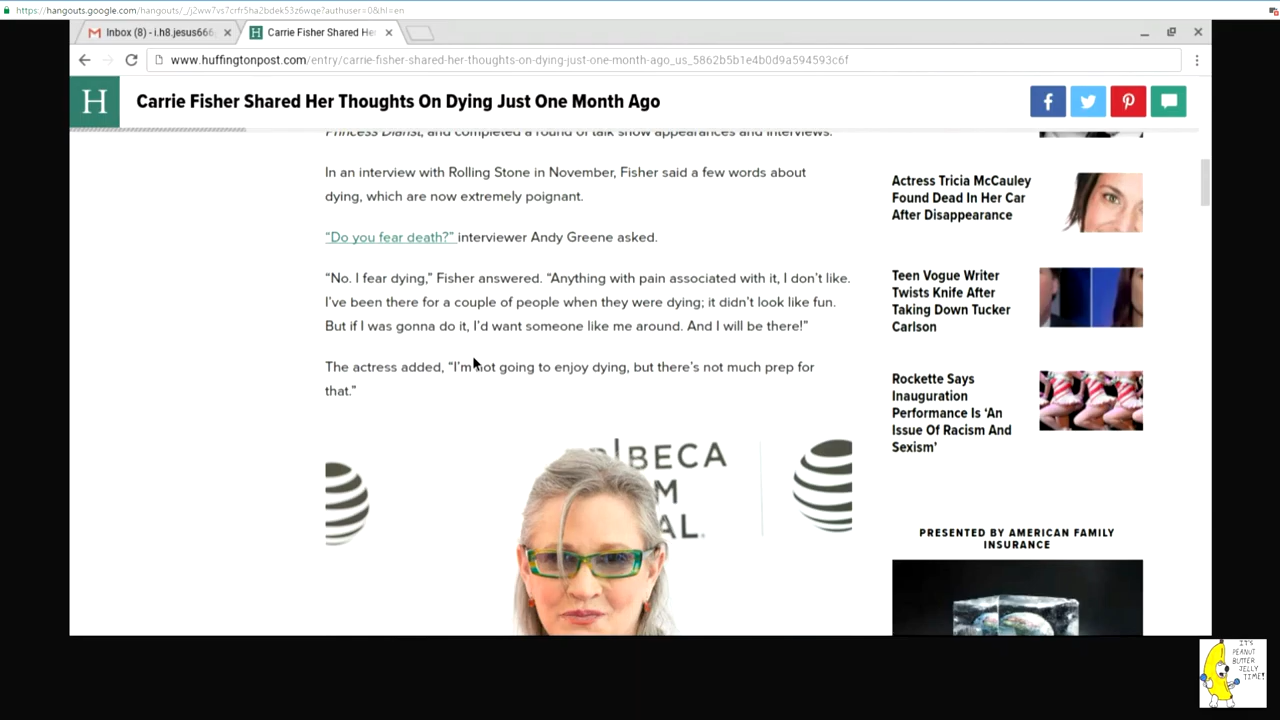 https://hangouts.google.com/hangouts/_/j2ww7vs7crfr5ha2bdek53z6wqe?authuser=0&hl=en
Inbox (8) - i.h8.jesus666
Carrie Fisher Shared He
www.huffingtonpost.com/entry/carrie-fisher-shared-her-thoughts-on-dying-just-one-month-ago_us_5862b5b1e4b0d9a594593c6f
H
Carrie Fisher Shared Her Thoughts On Dying Just One Month Ago
Princess Diarist, and completed a round of talk show appearances and interviews.
In an interview with Rolling Stone in November, Fisher said a few words about
dying, which are now extremely poignant.
“Do you fear death?” interviewer Andy Greene asked.
“No. I fear dying,” Fisher answered. “Anything with pain associated with it, I don’t like.
I’ve been there for a couple of people when they were dying; it didn’t look like fun.
But if I was gonna do it, I’d want someone like me around. And I will be there!”
The actress added, “I’m not going to enjoy dying, but there’s not much prep for
that.”
BECA
M
AL.
Actress Tricia McCauley
Found Dead In Her Car
After Disappearance
Teen Vogue Writer
Twists Knife After
Taking Down Tucker
Carlson
Rockette Says
Inauguration
Performance Is ‘An
Issue Of Racism And
Sexism’
PRESENTED BY AMERICAN FAMILY
INSURANCE
IT'S
PEANUT
BUTTER
JELLY
TIME!